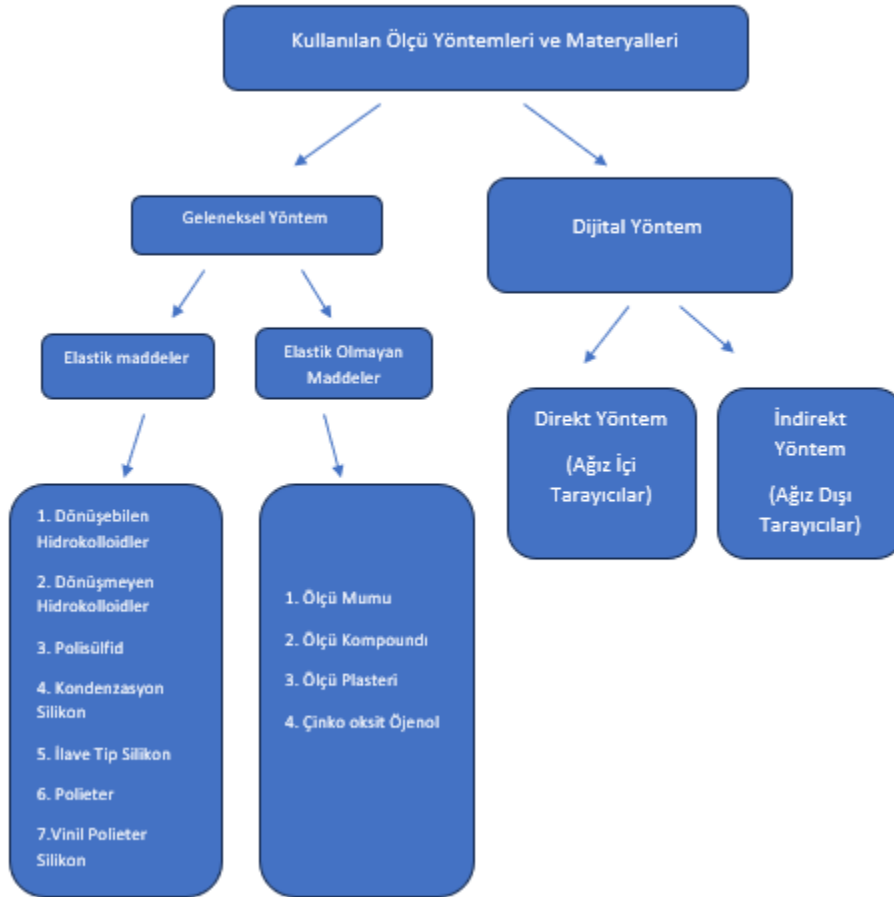 Kullanılan Ölçü Yöntemleri ve Materyalleri
Geleneksel Yöntem
Dijital Yöntem
Elastik maddeler
Elastik Olmayan
Maddeler
Direkt Yöntem
(Ağız İçi
Tarayıcılar)
İndirekt
Yöntem
(Ağız Dışı
Tarayıcılar)
1. Dönüşebilen
Hidrokolloidler
2. Dönüşmeyen
Hidrokolloidler
3. Polisülfid
4. Kondenzasyon
Silikon
5. İlave Tip Silikon
6. Polieter
7.Vinil Polieter
Silikon
1. Ölçü Mumu
2. Ölçü Kompoundı
3. Ölçü Plasteri
4. Çinko oksit Öjenol